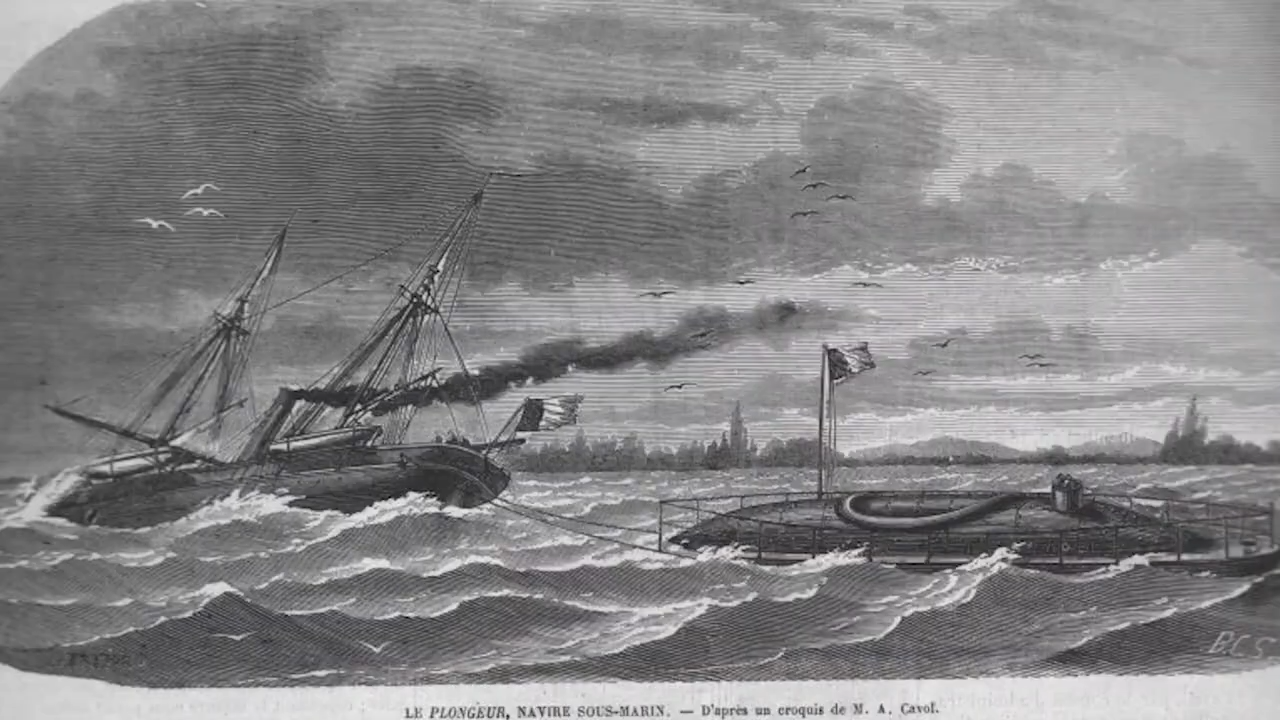 B.C.S
LE PLONGEUR, NAVIRE SOUS-MARIN. — D'après un croquis de M. A. Cavol.